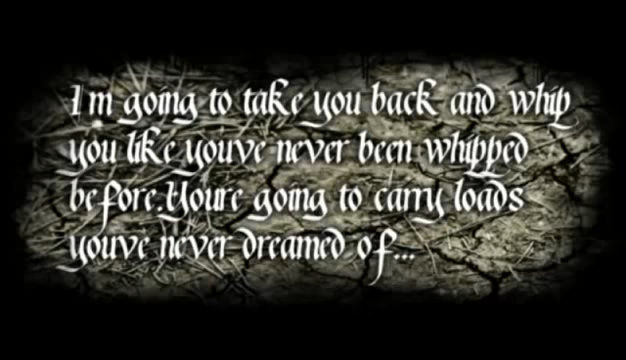 I m going to take you back and whip
you like youve never been whipped
before.Youre going to carry loads
youve never dreamed of...